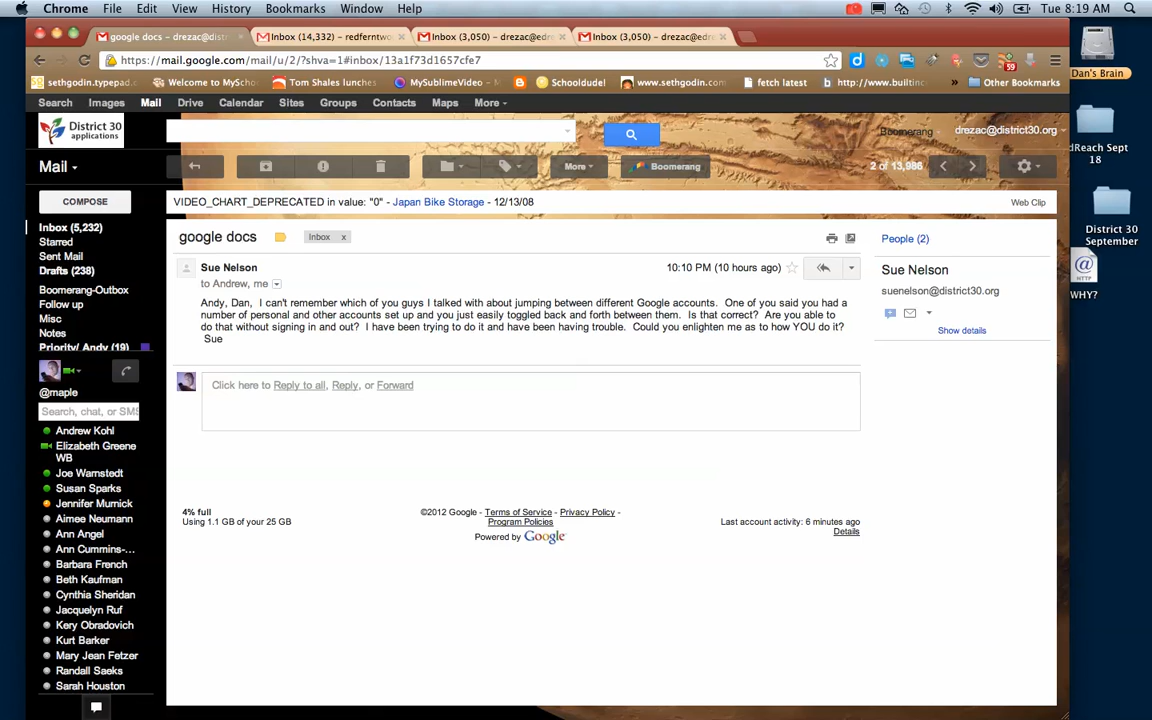 Chrome File Edit View History Bookmarks Window Help Tue 8:19 AM
google docs - drezac@dist
Inbox (14,332) - redferntwo
Inbox (3,050) - drezac@edre
Inbox (3,050) - drezac@edre
https://mail.google.com/mail/u/2/?shva=1#inbox/13a1f73d1657cfe7
sethgodin.typepad. Welcome to MySch Tom Shales lunches MySublimeVideo - Schooldude! www.sethgodin.com fetch latest http://www.builtinc » Other Bookmarks
59
Search Images Mail Drive Calendar Sites Groups Contacts Maps More
District 30
applications
Boomerang drezac@district30.org
Mail
More Boomerang 2 of 13,986
COMPOSE
VIDEO_CHART_DEPRECATED in value: "0" - Japan Bike Storage - 12/13/08 Web Clip
Inbox (5,232)
Starred
Sent Mail
Drafts (238)
Boomerang-Outbox
Follow up
Misc
Notes
Priority/ Andy (19)
@maple
Search, chat, or SMS
Andrew Kohl
Elizabeth Greene
WB
Joe Warnstedt
Susan Sparks
Jennifer Murnick
Aimee Neumann
Ann Angel
Ann Cummins-...
Barbara French
Beth Kaufman
Cynthia Sheridan
Jacquelyn Ruf
Kery Obradovich
Kurt Barker
Mary Jean Fetzer
Randall Saeks
Sarah Houston
google docs Inbox x
Sue Nelson 10:10 PM (10 hours ago)
to Andrew, me
Andy, Dan, I can't remember which of you guys I talked with about jumping between different Google accounts. One of you said you had a
number of personal and other accounts set up and you just easily toggled back and forth between them. Is that correct? Are you able to
do that without signing in and out? I have been trying to do it and have been having trouble. Could you enlighten me as to how YOU do it?
Sue
Click here to Reply to all, Reply, or Forward
People (2)
Sue Nelson
suenelson@district30.org
Show details
4% full
Using 1.1 GB of your 25 GB
©2012 Google - Terms of Service - Privacy Policy -
Program Policies
Powered by Google
Last account activity: 6 minutes ago
Details
Dan's Brain
dReach Sept
18
District 30
September
@
HTTP
WHY?